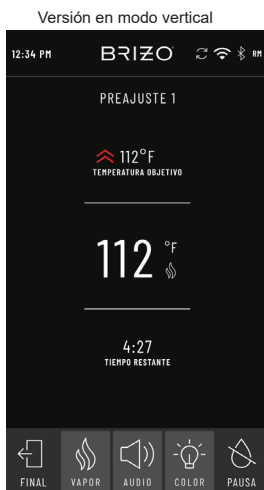 Versión en modo vertical
12:34 PM BRIZO RM
PREAJUSTE 1
112°F
TEMPERATURA OBJETIVO
112 °F
4:27
TIEMPO RESTANTE
FINAL VAPOR AUDIO COLOR PAUSA